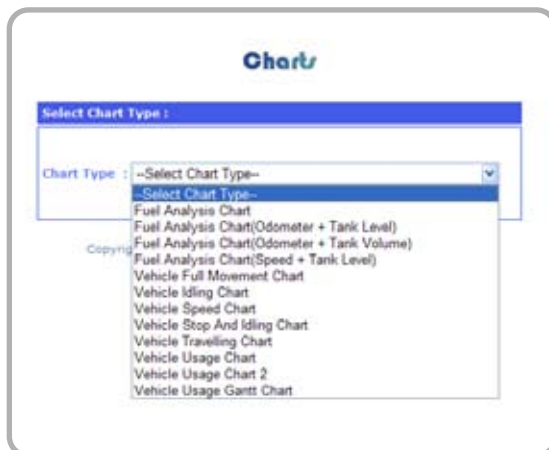 Charts
Select Chart Type :
Chart Type : --Select Chart Type--
--Select Chart Type--
Fuel Analysis Chart
Fuel Analysis Chart(Odometer + Tank Level)
Fuel Analysis Chart(Odometer + Tank Volume)
Fuel Analysis Chart(Speed + Tank Level)
Vehicle Full Movement Chart
Vehicle Idling Chart
Vehicle Speed Chart
Vehicle Stop And Idling Chart
Vehicle Travelling Chart
Vehicle Usage Chart
Vehicle Usage Chart 2
Vehicle Usage Gantt Chart